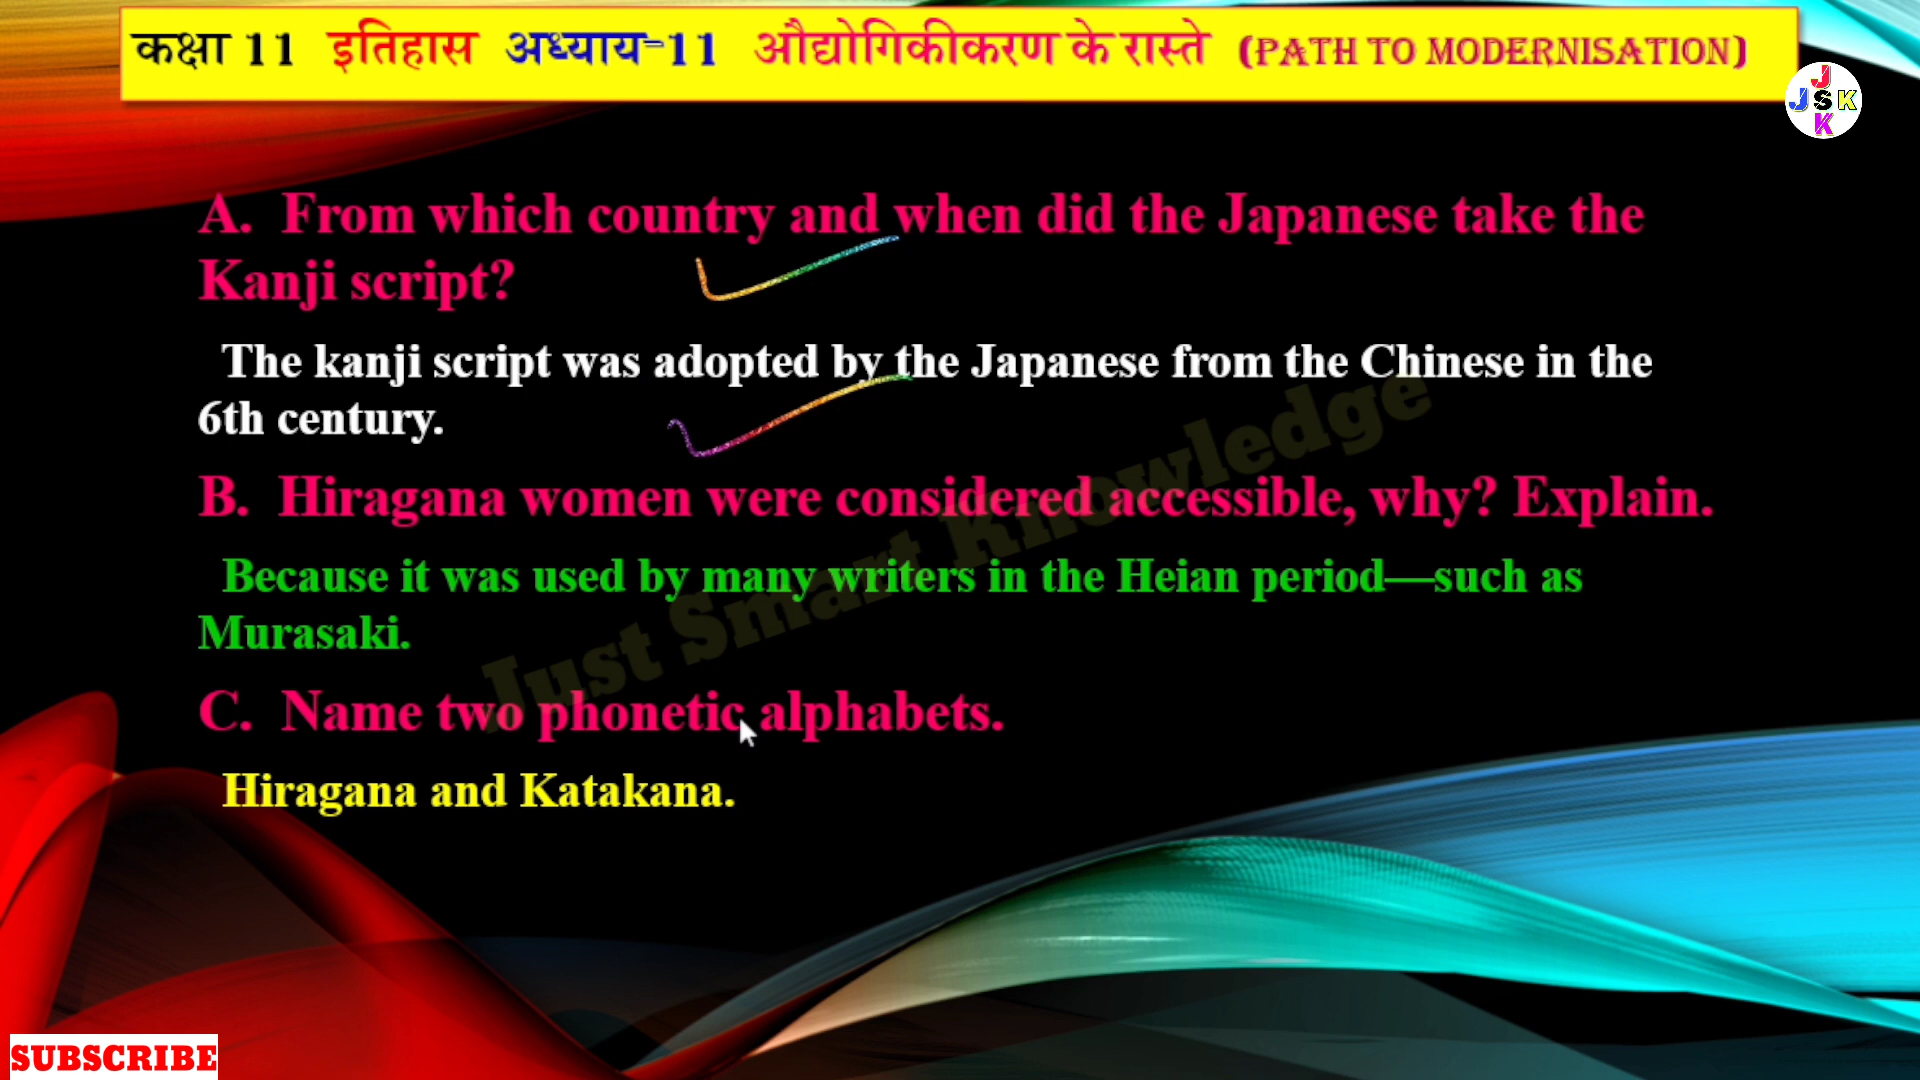 कक्षा 11 इतिहास अध्याय-11 औद्योगिकीकरण के रास्ते (PATH TO MODERNISATION)
J
J S K
K
A. From which country and when did the Japanese take the
Kanji script?
The kanji script was adopted by the Japanese from the Chinese in the
6th century.
B. Hiragana women were considered accessible, why? Explain.
Because it was used by many writers in the Heian period—such as
Murasaki.
C. Name two phonetic alphabets.
Hiragana and Katakana.
Just Smart Knowledge
SUBSCRIBE